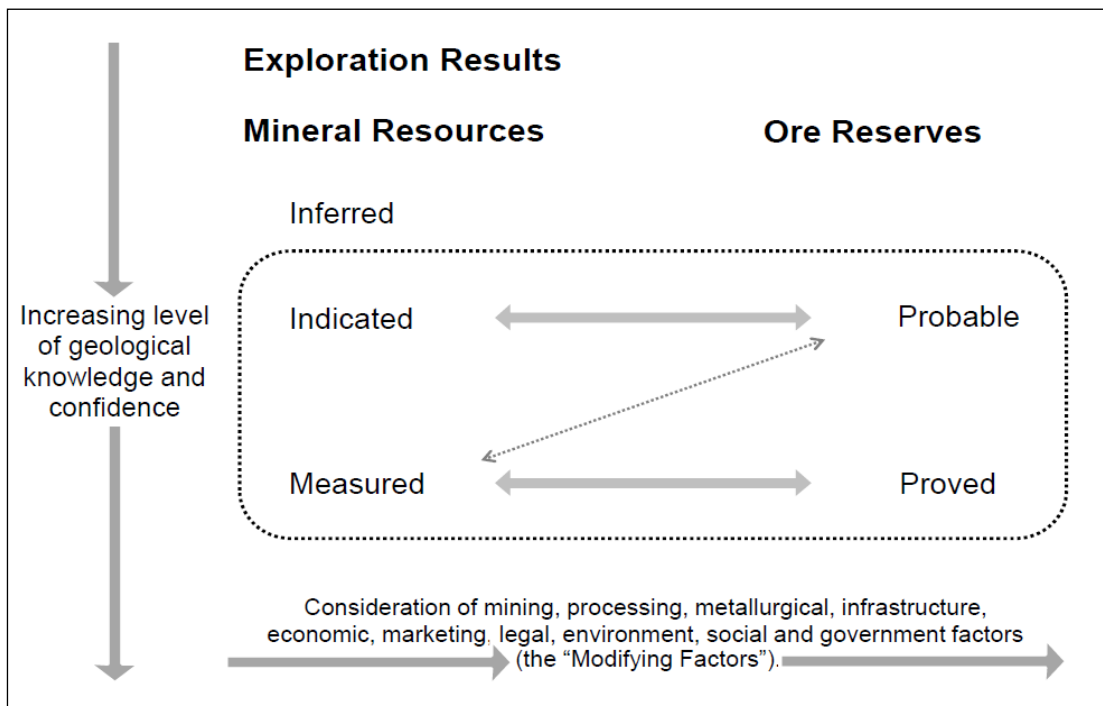 Exploration Results
Mineral Resources
Ore Reserves
Inferred
Increasing level
of geological
knowledge and
confidence
Indicated
Probable
Measured
Proved
Consideration of mining, processing, metallurgical, infrastructure,
economic, marketing, legal, environment, social and government factors
(the “Modifying Factors”).